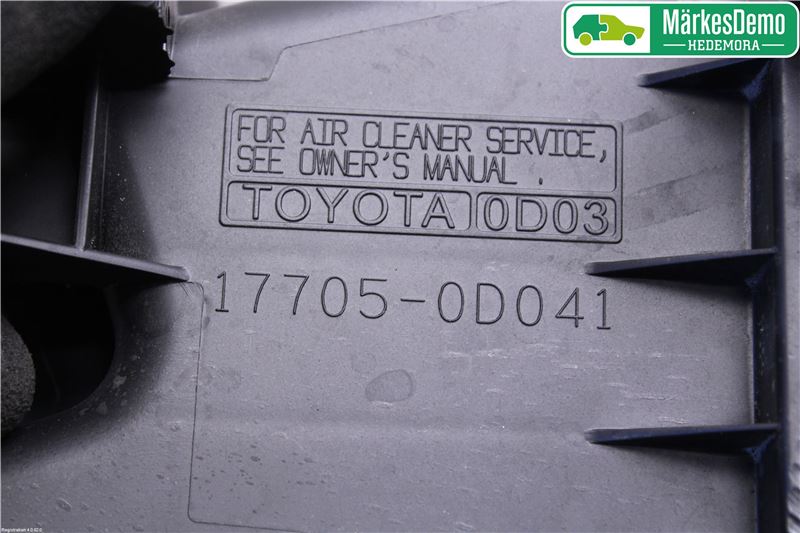 MärkesDemo
HEDEMORA
FOR AIR CLEANER SERVICE,
SEE OWNER'S MANUAL .
TOYOTA 0D03
17705-0D041